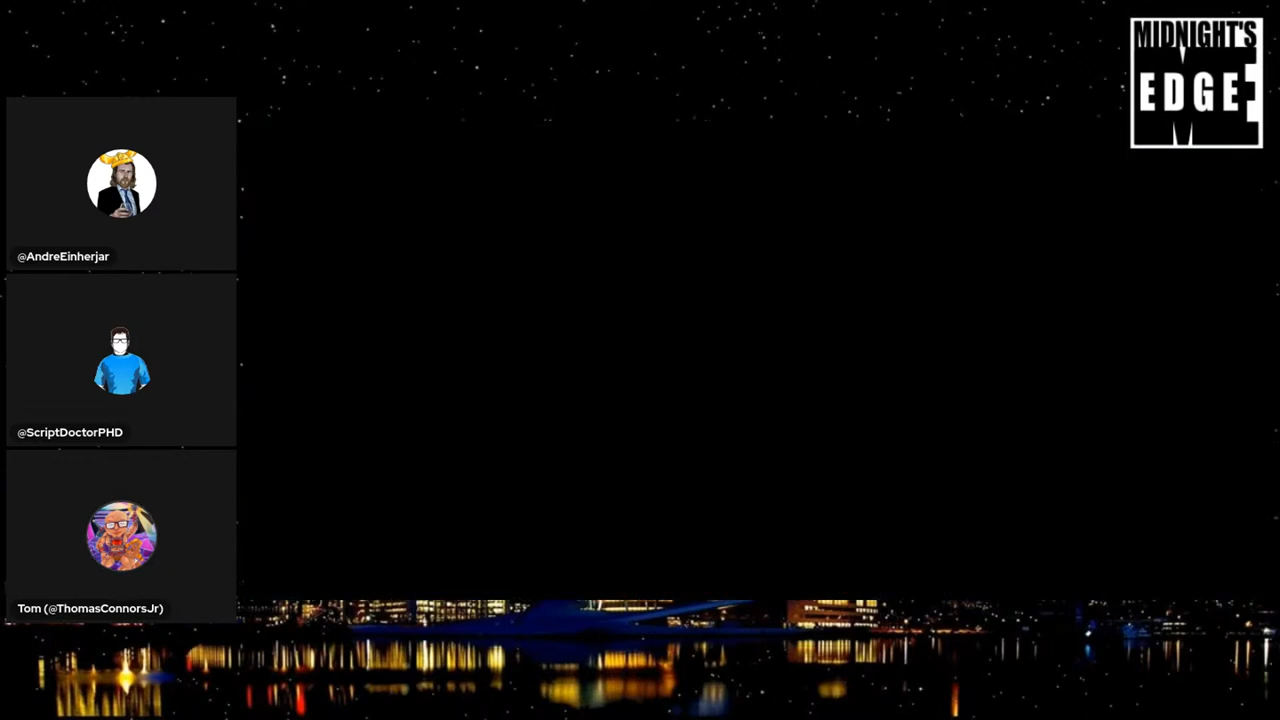 MIDNIGHT'S
EDGE
@AndreEinherjar
@ScriptDoctorPHD
Tom (@ThomasConnorsJr)